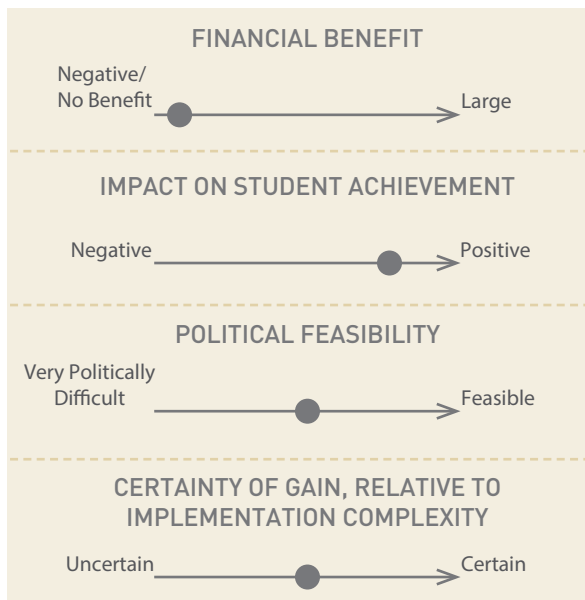 FINANCIAL BENEFIT
Negative/
No Benefit
Large
IMPACT ON STUDENT ACHIEVEMENT
Negative
Positive
POLITICAL FEASIBILITY
Very Politically
Difficult
Feasible
CERTAINTY OF GAIN, RELATIVE TO
IMPLEMENTATION COMPLEXITY
Uncertain
Certain